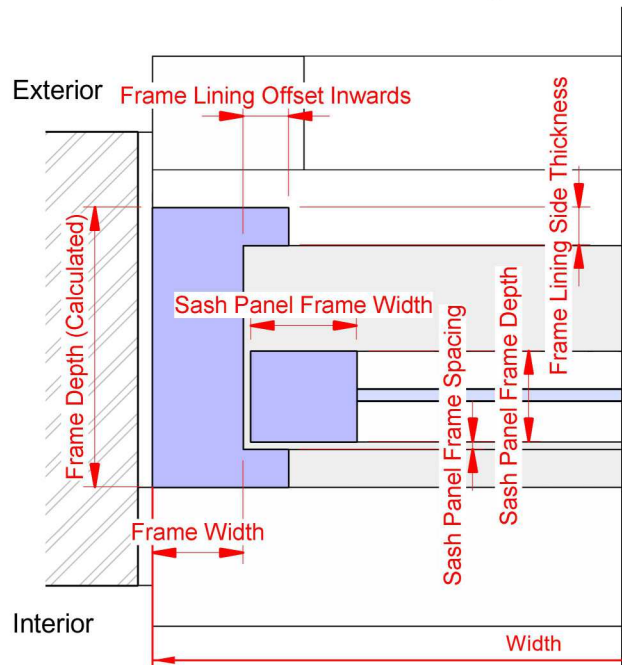 Exterior
Frame Lining Offset Inwards
Frame Lining Side Thickness
Frame Depth (Calculated)
Sash Panel Frame Width
Sash Panel Frame Spacing
Sash Panel Frame Depth
Frame Width
Interior
Width